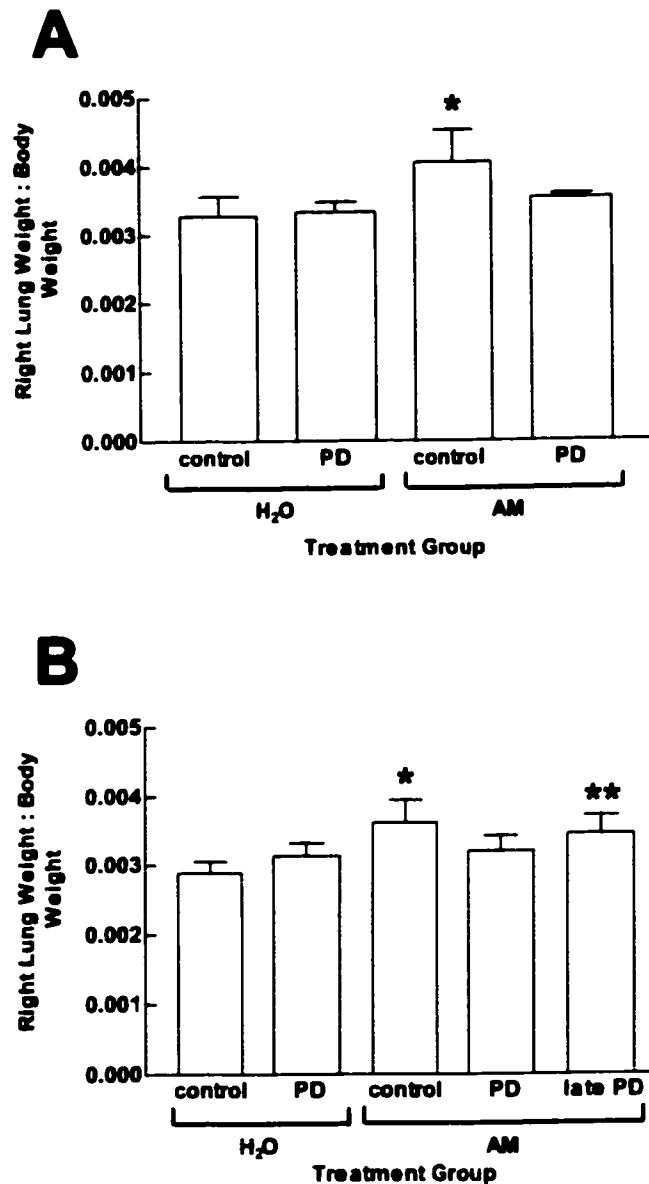 A
Right Lung Weight : Body
Weight
0.005
0.004
0.003
0.002
0.001
0.000
*
control PD control PD
H₂O AM
Treatment Group
B
Right Lung Weight : Body
Weight
0.005
0.004
0.003
0.002
0.001
0.000
* **
control PD control PD late PD
H₂O AM
Treatment Group